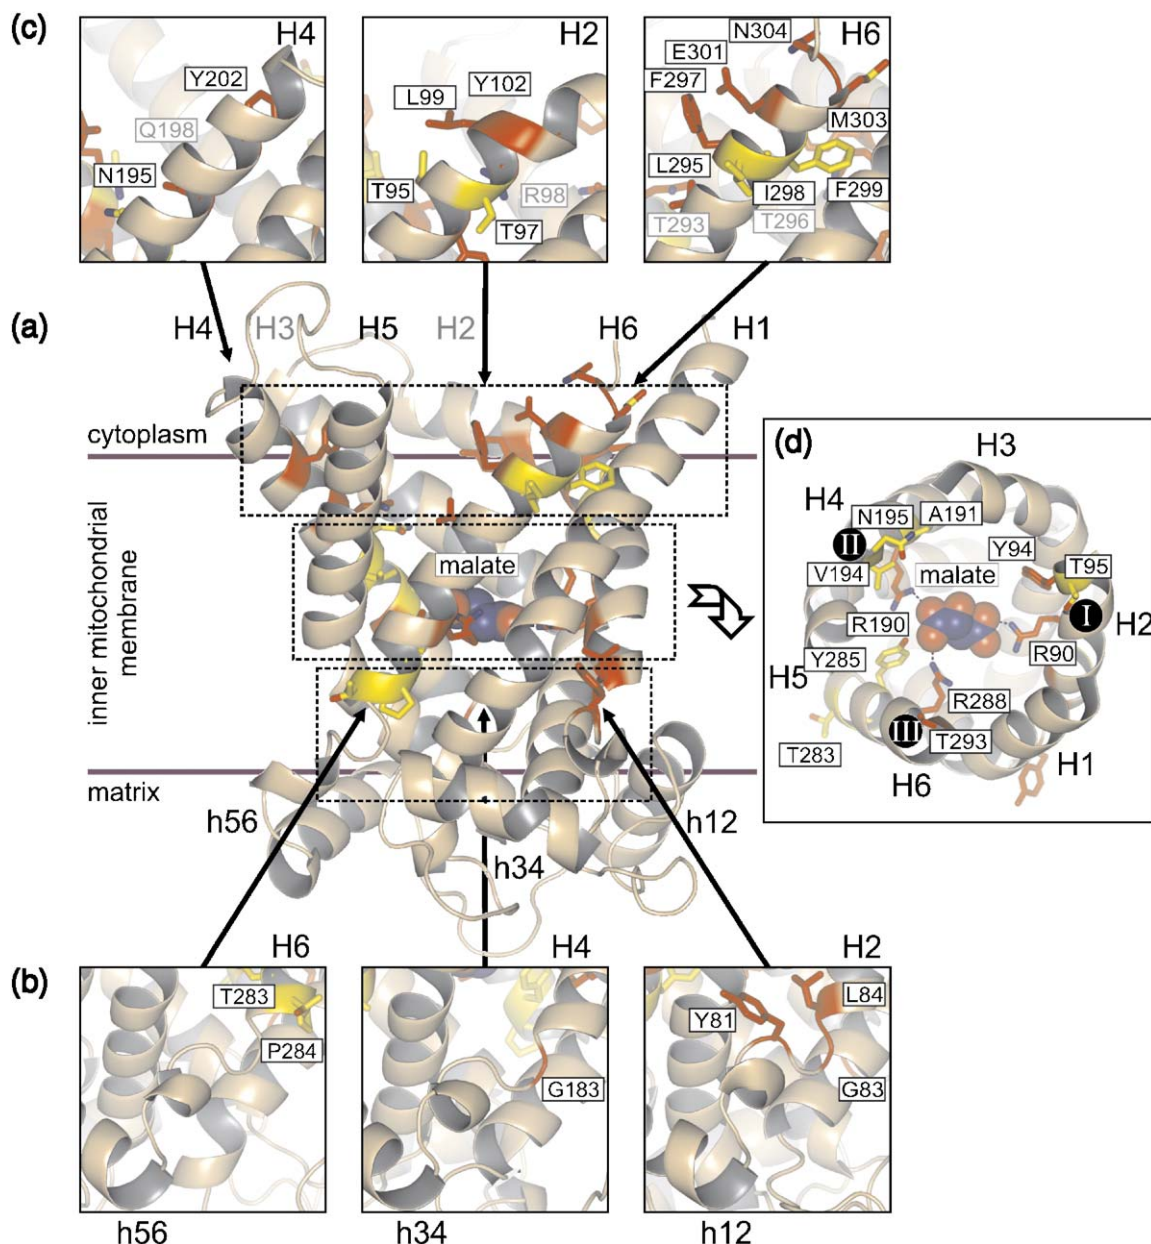 (c)
H4
Y202
Q198
N195
H2
Y102
L99
T95
R98
T97
N304
H6
E301
F297
M303
L295
I298
F299
T293
T296
(a)
H4
H3
H5
H2
H6
H1
cytoplasm
inner mitochondrial
membrane
malate
matrix
h56
h34
h12
(d)
H3
H4
N195
A191
II
Y94
T95
V194
malate
I
H2
R190
R90
Y285
H5
R288
III
T293
T283
H6
H1
(b)
H6
T283
P284
h56
H4
G183
h34
H2
L84
Y81
G83
h12